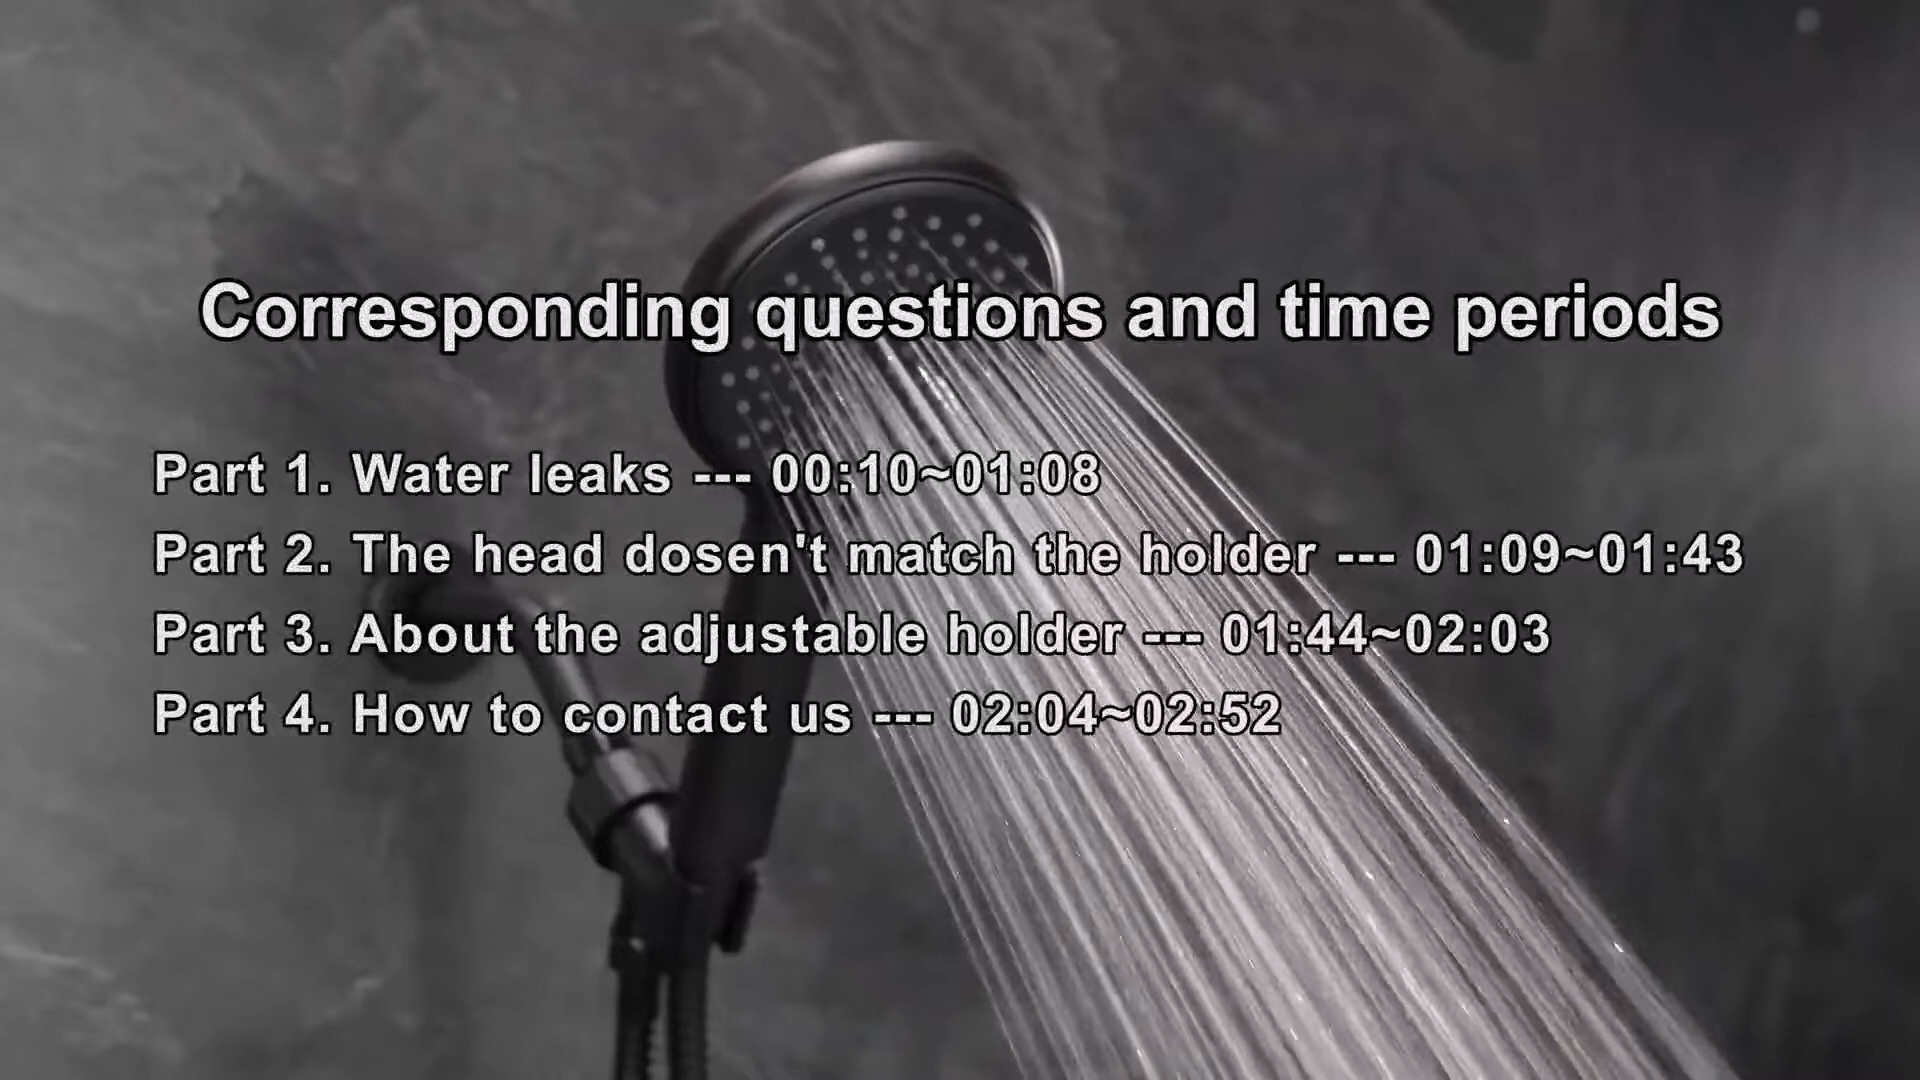 Corresponding questions and time periods
Part 1. Water leaks --- 00:10~01:08
Part 2. The head dosen't match the holder --- 01:09~01:43
Part 3. About the adjustable holder --- 01:44~02:03
Part 4. How to contact us --- 02:04~02:52